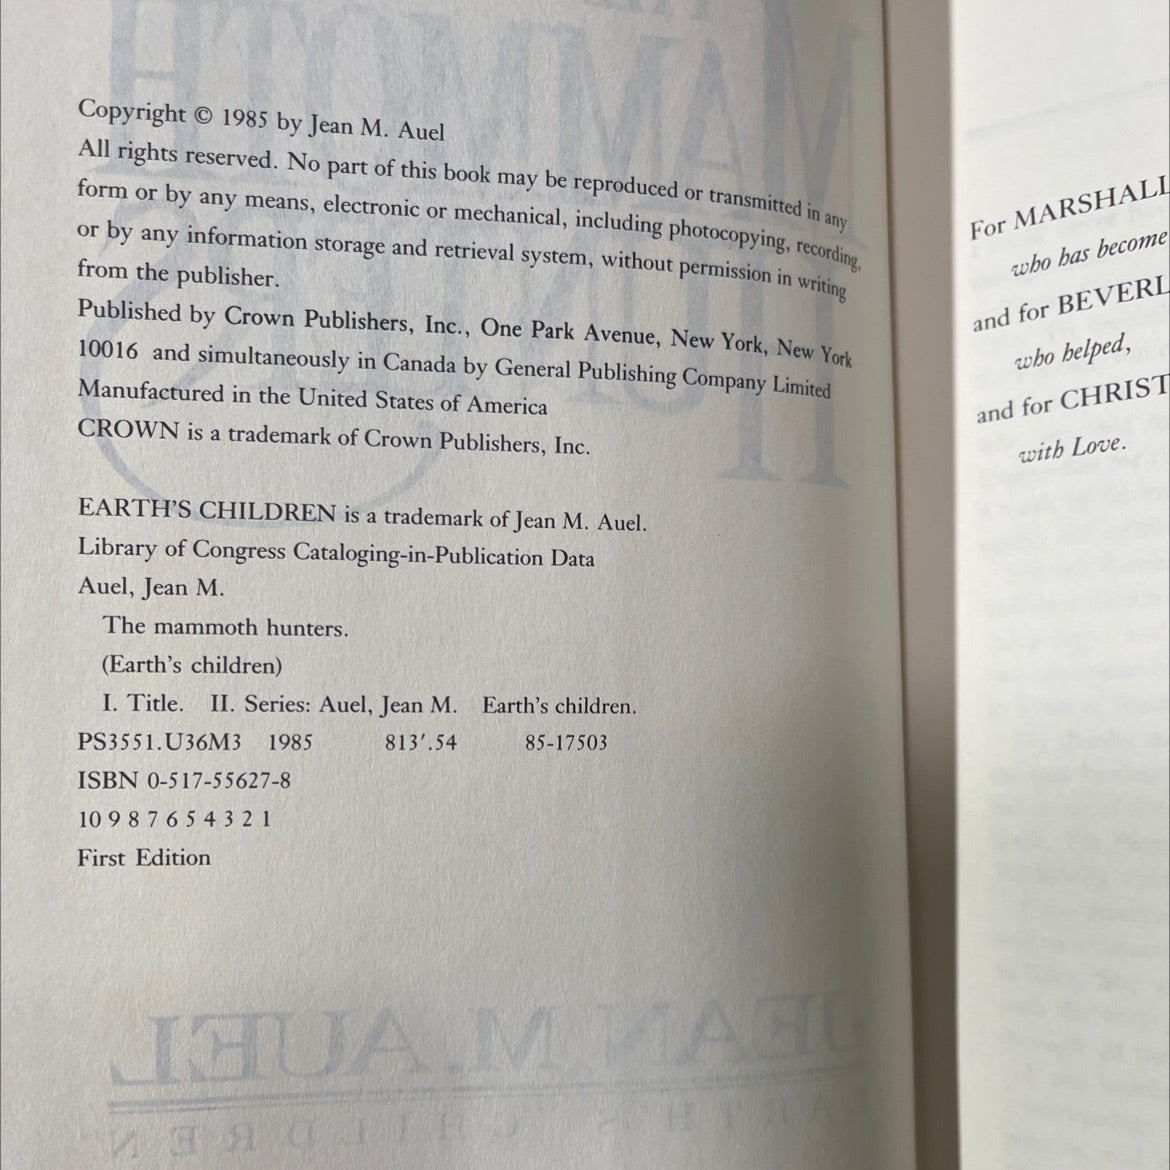 Copyright © 1985 by Jean M. Auel
All rights reserved. No part of this book may be reproduced or transmitted in any
form or by any means, electronic or mechanical, including photocopying, recording,
or by any information storage and retrieval system, without permission in writing
from the publisher.
Published by Crown Publishers, Inc., One Park Avenue, New York, New York
10016 and simultaneously in Canada by General Publishing Company Limited
Manufactured in the United States of America
CROWN is a trademark of Crown Publishers, Inc.
EARTH'S CHILDREN is a trademark of Jean M. Auel.
Library of Congress Cataloging-in-Publication Data
Auel, Jean M.
The mammoth hunters.
(Earth's children)
I. Title. II. Series: Auel, Jean M. Earth's children.
PS3551.U36M3 1985 813′.54 85-17503
ISBN 0-517-55627-8
10 9 8 7 6 5 4 3 2 1
First Edition
JEAN M. AUEL
EARTH'S CHILDREN
For MARSHALL
who has become
and for BEVERL
who helped,
and for CHRIST
with Love.